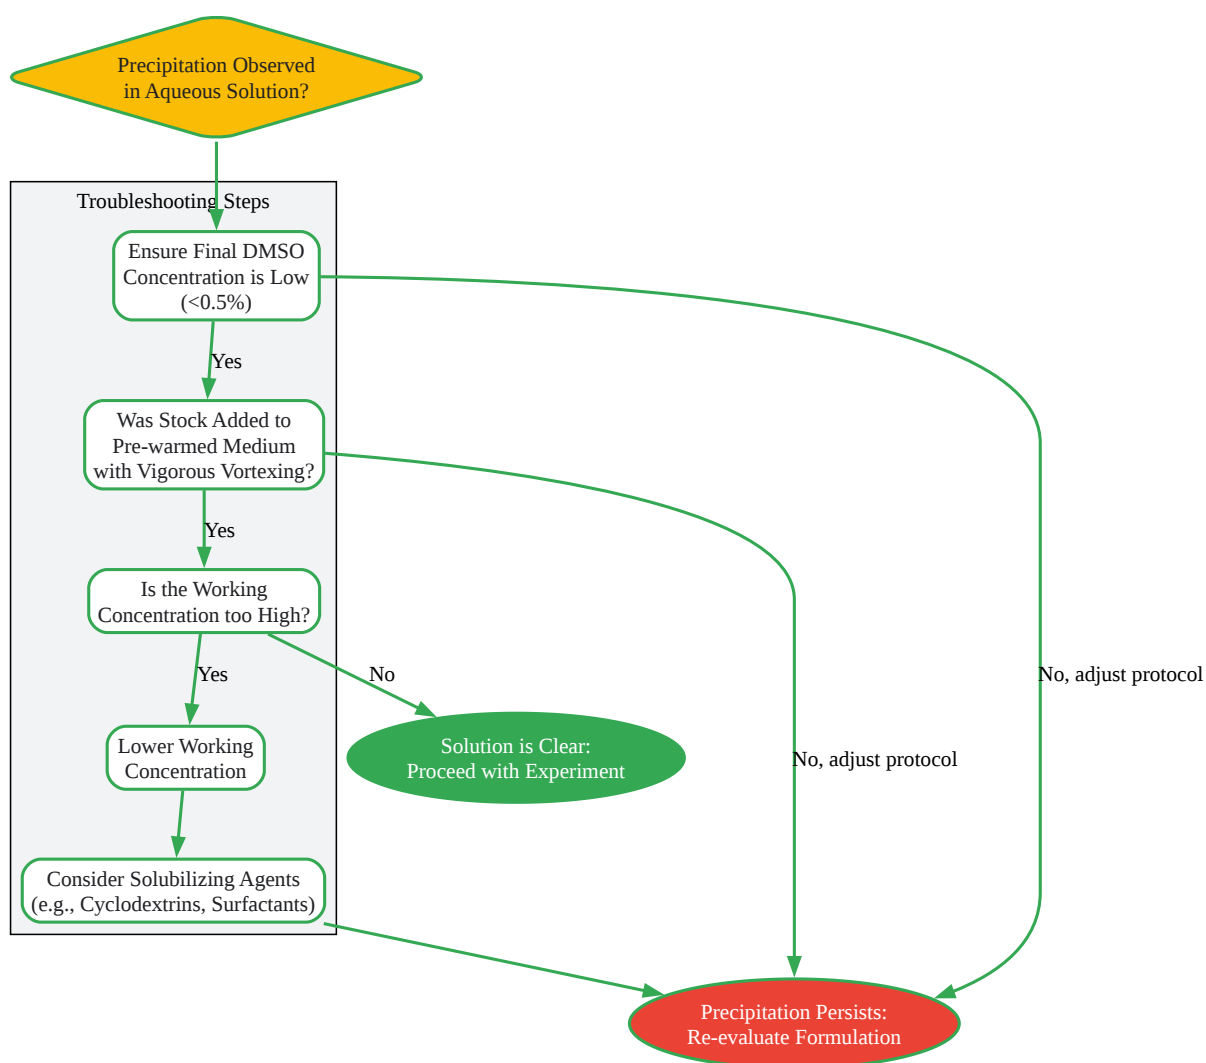 Precipitation Observed
in Aqueous Solution?
Troubleshooting Steps
Ensure Final DMSO
Concentration is Low
(<0.5%)
Yes
Was Stock Added to
Pre-warmed Medium
with Vigorous Vortexing?
Yes
Is the Working
Concentration too High?
Yes
No
No, adjust protocol
Lower Working
Concentration
Solution is Clear:
Proceed with Experiment
No, adjust protocol
Consider Solubilizing Agents
(e.g., Cyclodextrins, Surfactants)
Precipitation Persists:
Re-evaluate Formulation